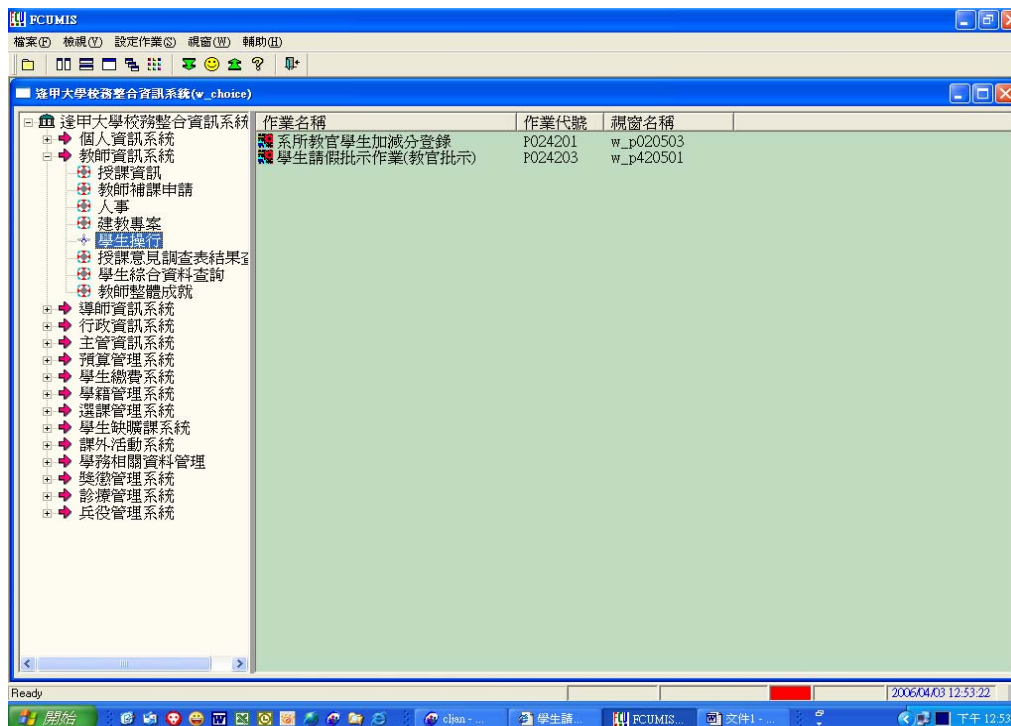 FCUMIS
檔案(F) 檢視(V) 設定作業(S) 視窗(W) 輔助(H)
逢甲大學校務整合資訊系統(w_choice)
逢甲大學校務整合資訊系統
個人資訊系統
教師資訊系統
授課資訊
教師補課申請
人事
建教專案
學生操行
授課意見調查表結果
學生綜合資料查詢
教師整體成就
導師資訊系統
行政資訊系統
主管資訊系統
預算管理系統
學生繳費系統
學籍管理系統
選課管理系統
學生缺曠課系統
課外活動系統
學務相關資料管理
獎懲管理系統
診療管理系統
兵役管理系統
作業名稱 作業代號 視窗名稱
系所教官學生加減分登錄 P024201 w_p020503
學生請假批示作業(教官批示) P024203 w_p420501
Ready 2006/04/03 12:53:22
開始 cljan - ... 學生請... FCUMIS... 文件1 - ... 下午 12:53